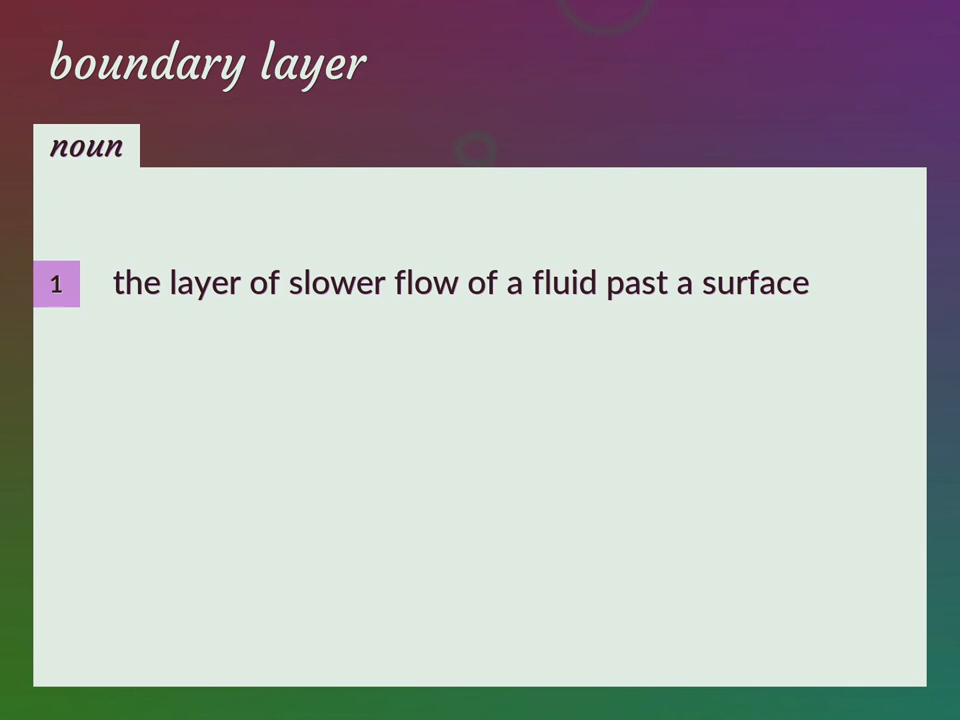 boundary layer
noun
1 the layer of slower flow of a fluid past a surface